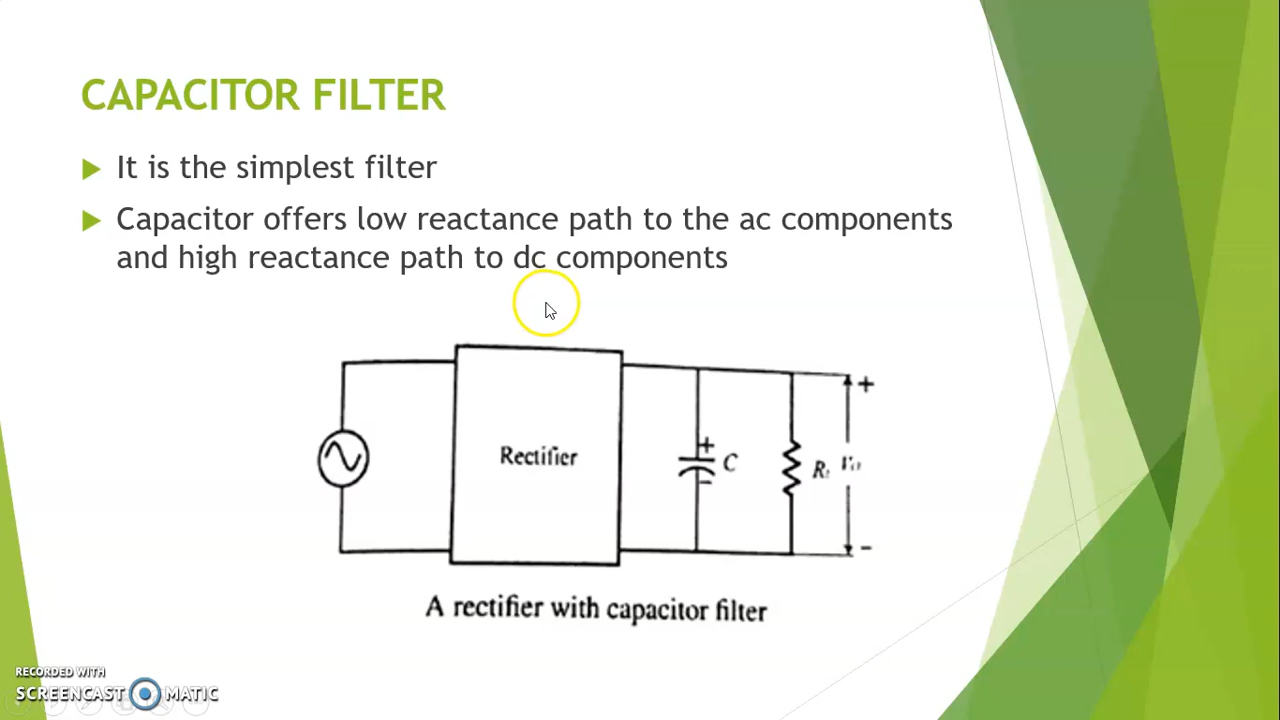 CAPACITOR FILTER
It is the simplest filter
Capacitor offers low reactance path to the ac components
and high reactance path to dc components
+
+
Rectifier
C
R
-
-
A rectifier with capacitor filter
RECORDED WITH
SCREENCAST MATIC